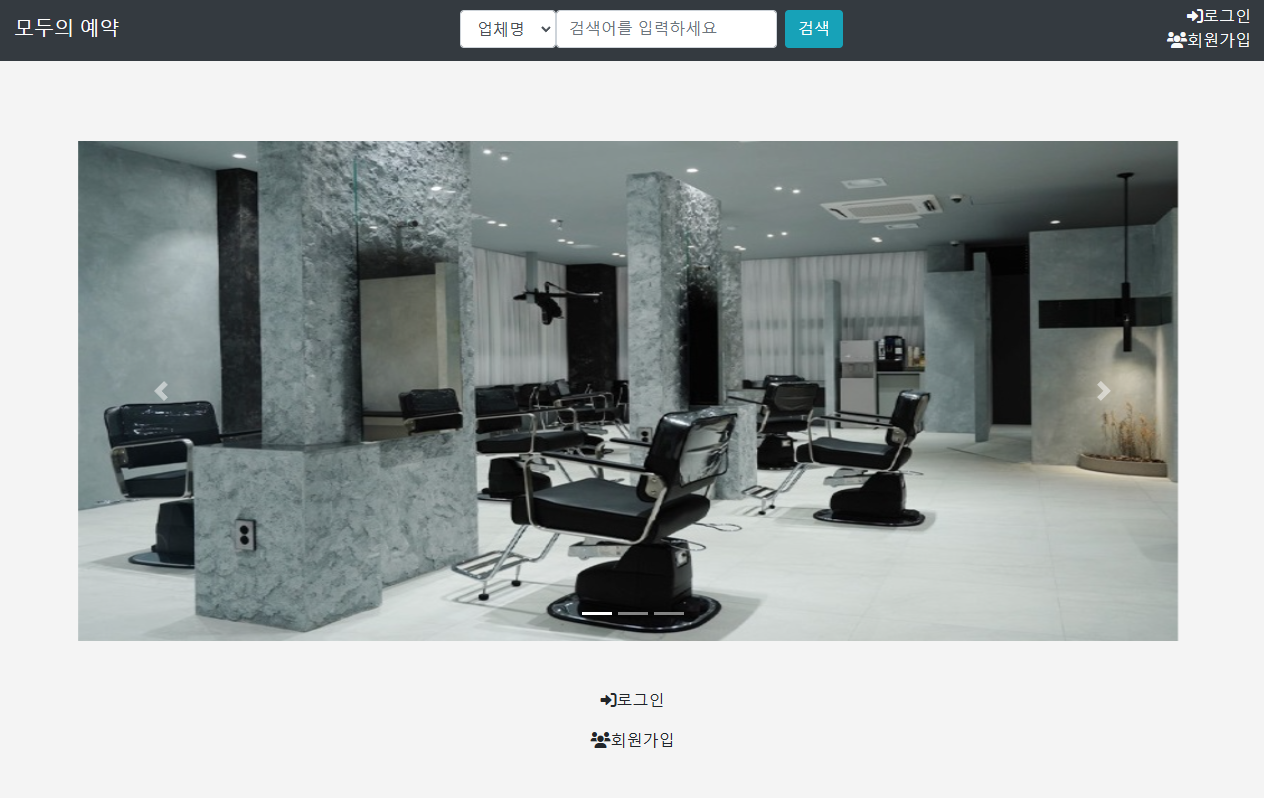 모두의 예약
업체명
검색어를 입력하세요
검색
로그인
회원가입
로그인
회원가입